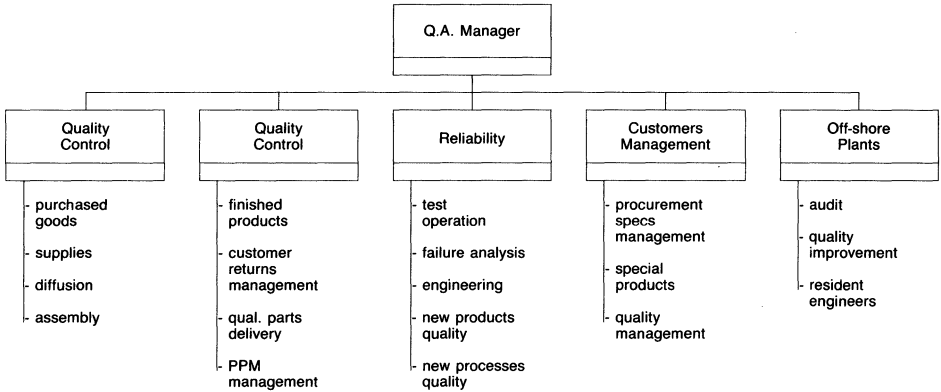 Q.A. Manager
Quality
Control
- purchased
goods
- supplies
- diffusion
- assembly
Quality
Control
- finished
products
- customer
returns
management
- qual. parts
delivery
- PPM
management
Reliability
- test
operation
- failure analysis
- engineering
- new products
quality
- new processes
quality
Customers
Management
- procurement
specs
management
- special
products
- quality
management
Off-shore
Plants
- audit
- quality
improvement
- resident
engineers